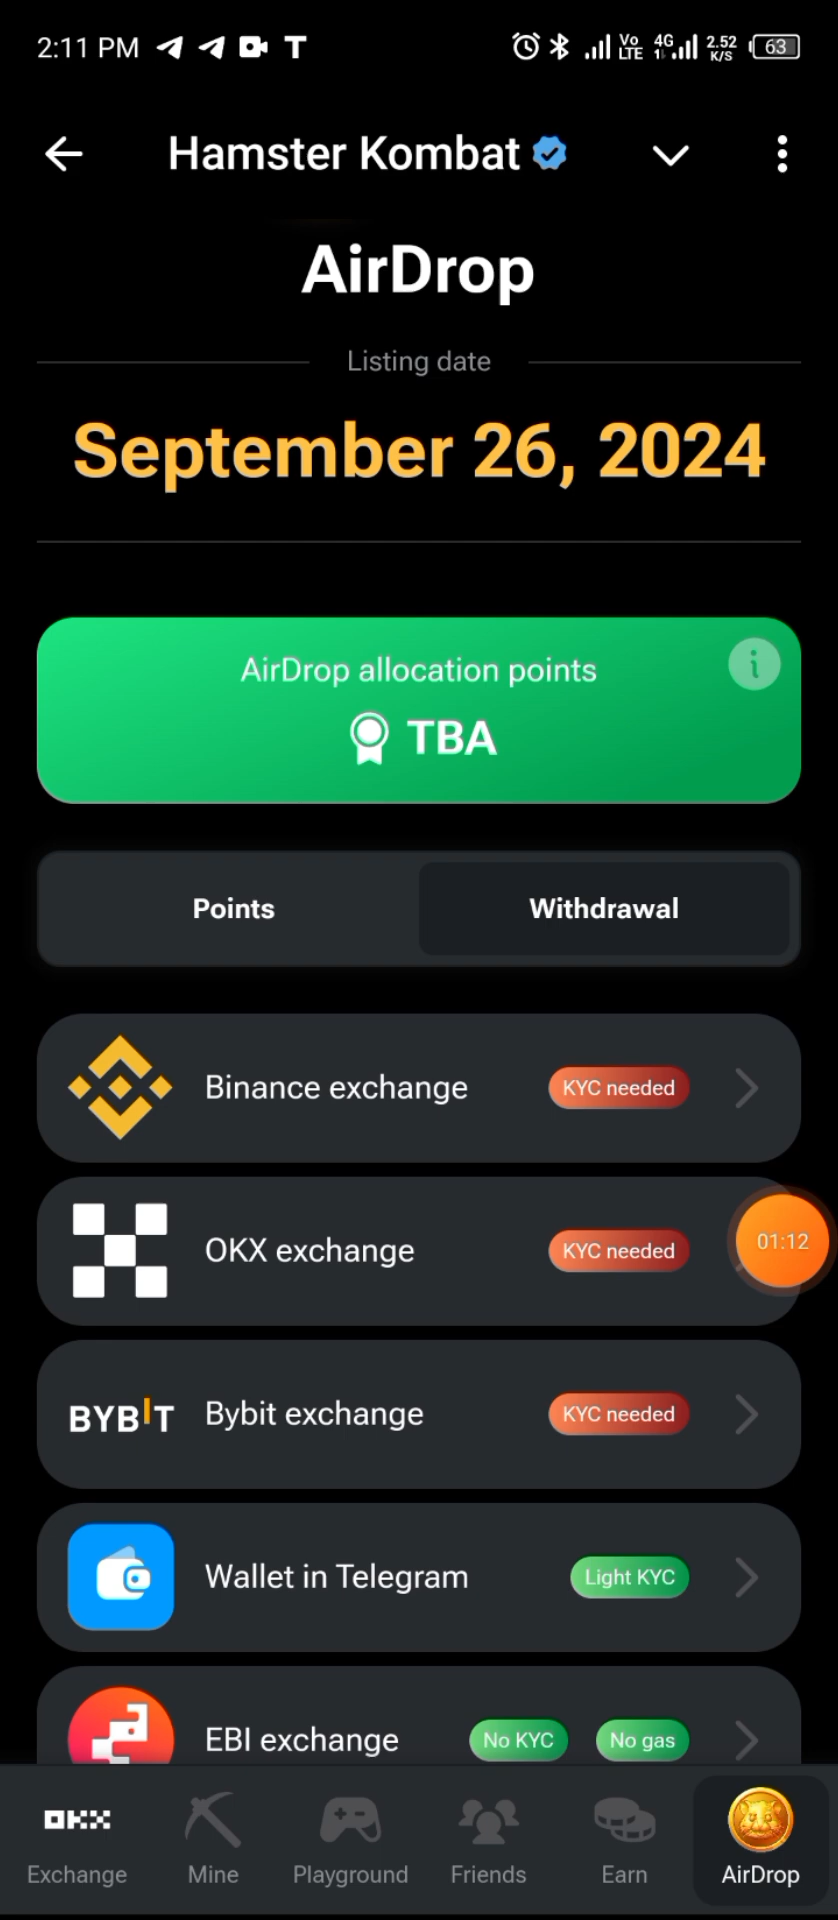 2:11 PM T Vo LTE 4G 2.52 K/S 63
Hamster Kombat
AirDrop
Listing date
September 26, 2024
AirDrop allocation points
TBA
Points Withdrawal
Binance exchange KYC needed
OKX exchange KYC needed
01:12
BYBIT Bybit exchange KYC needed
Wallet in Telegram Light KYC
EBI exchange No KYC No gas
OKX
Exchange Mine Playground Friends Earn AirDrop